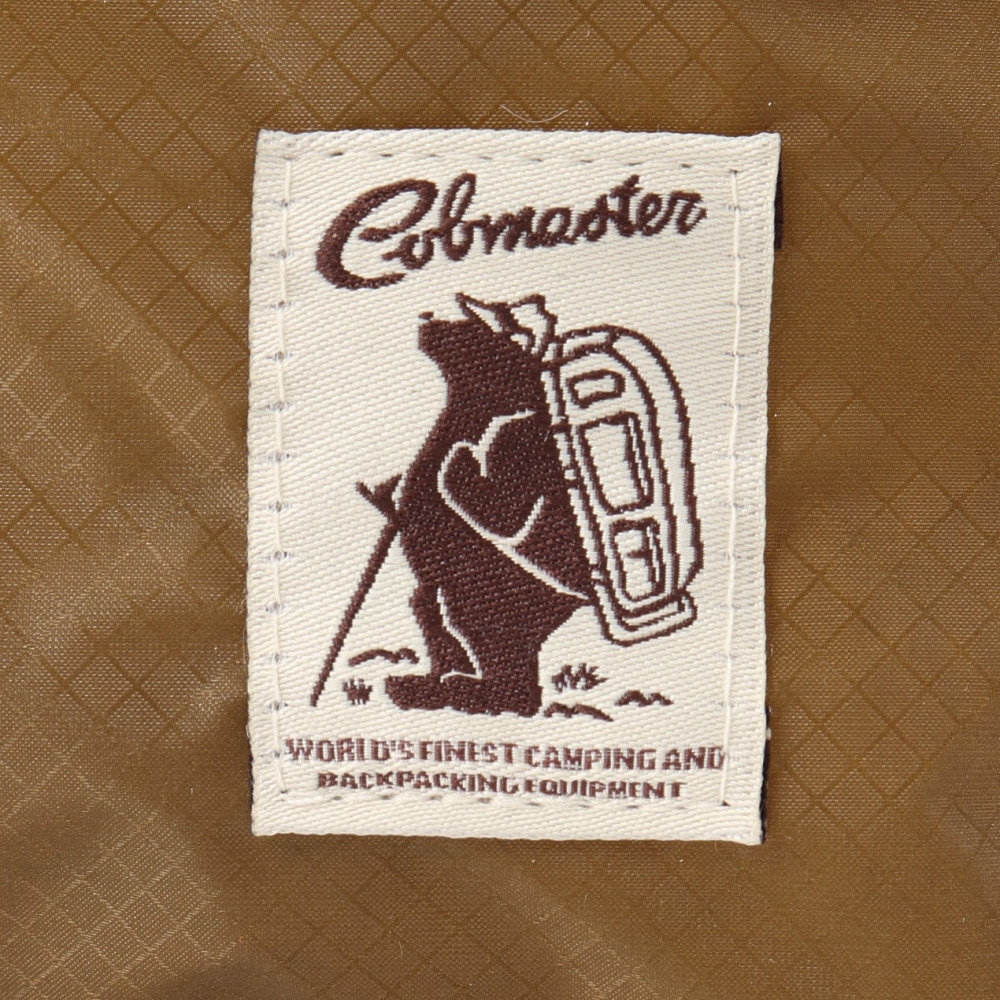 Cobmaster
WORLD'S FINEST CAMPING AND
BACKPACKING EQUIPMENT